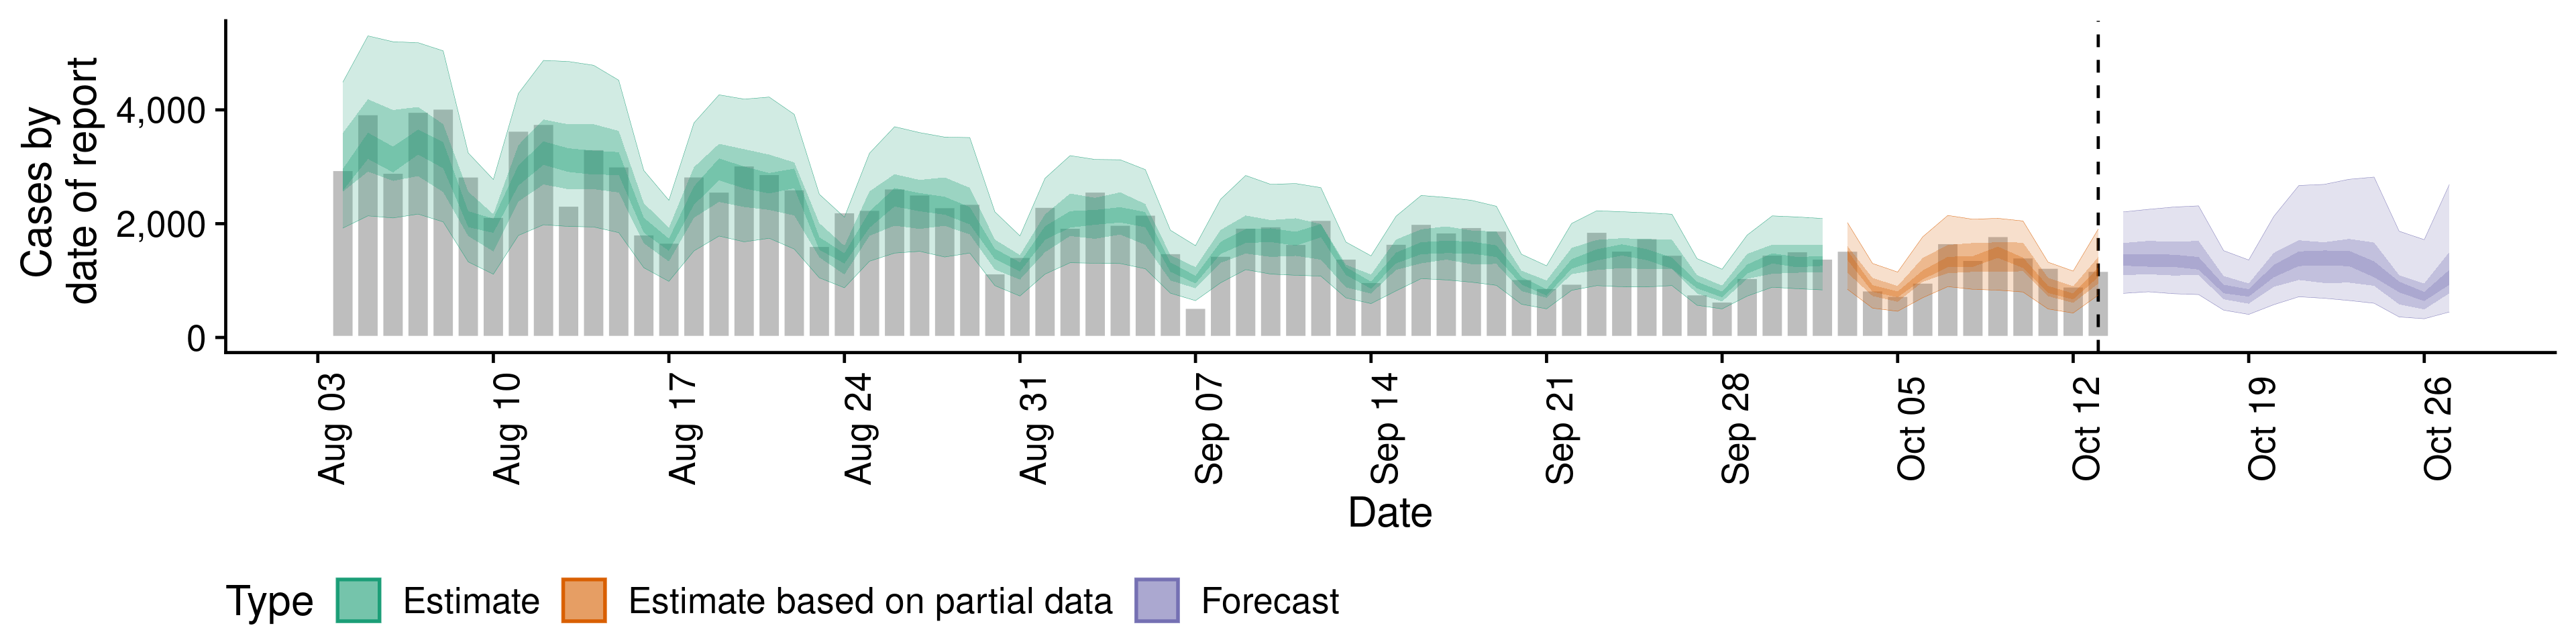 Cases by
date of report
4,000
2,000
0
Aug 03
Aug 10
Aug 17
Aug 24
Aug 31
Sep 07
Sep 14
Sep 21
Sep 28
Oct 05
Oct 12
Oct 19
Oct 26
Date
Type Estimate Estimate based on partial data Forecast